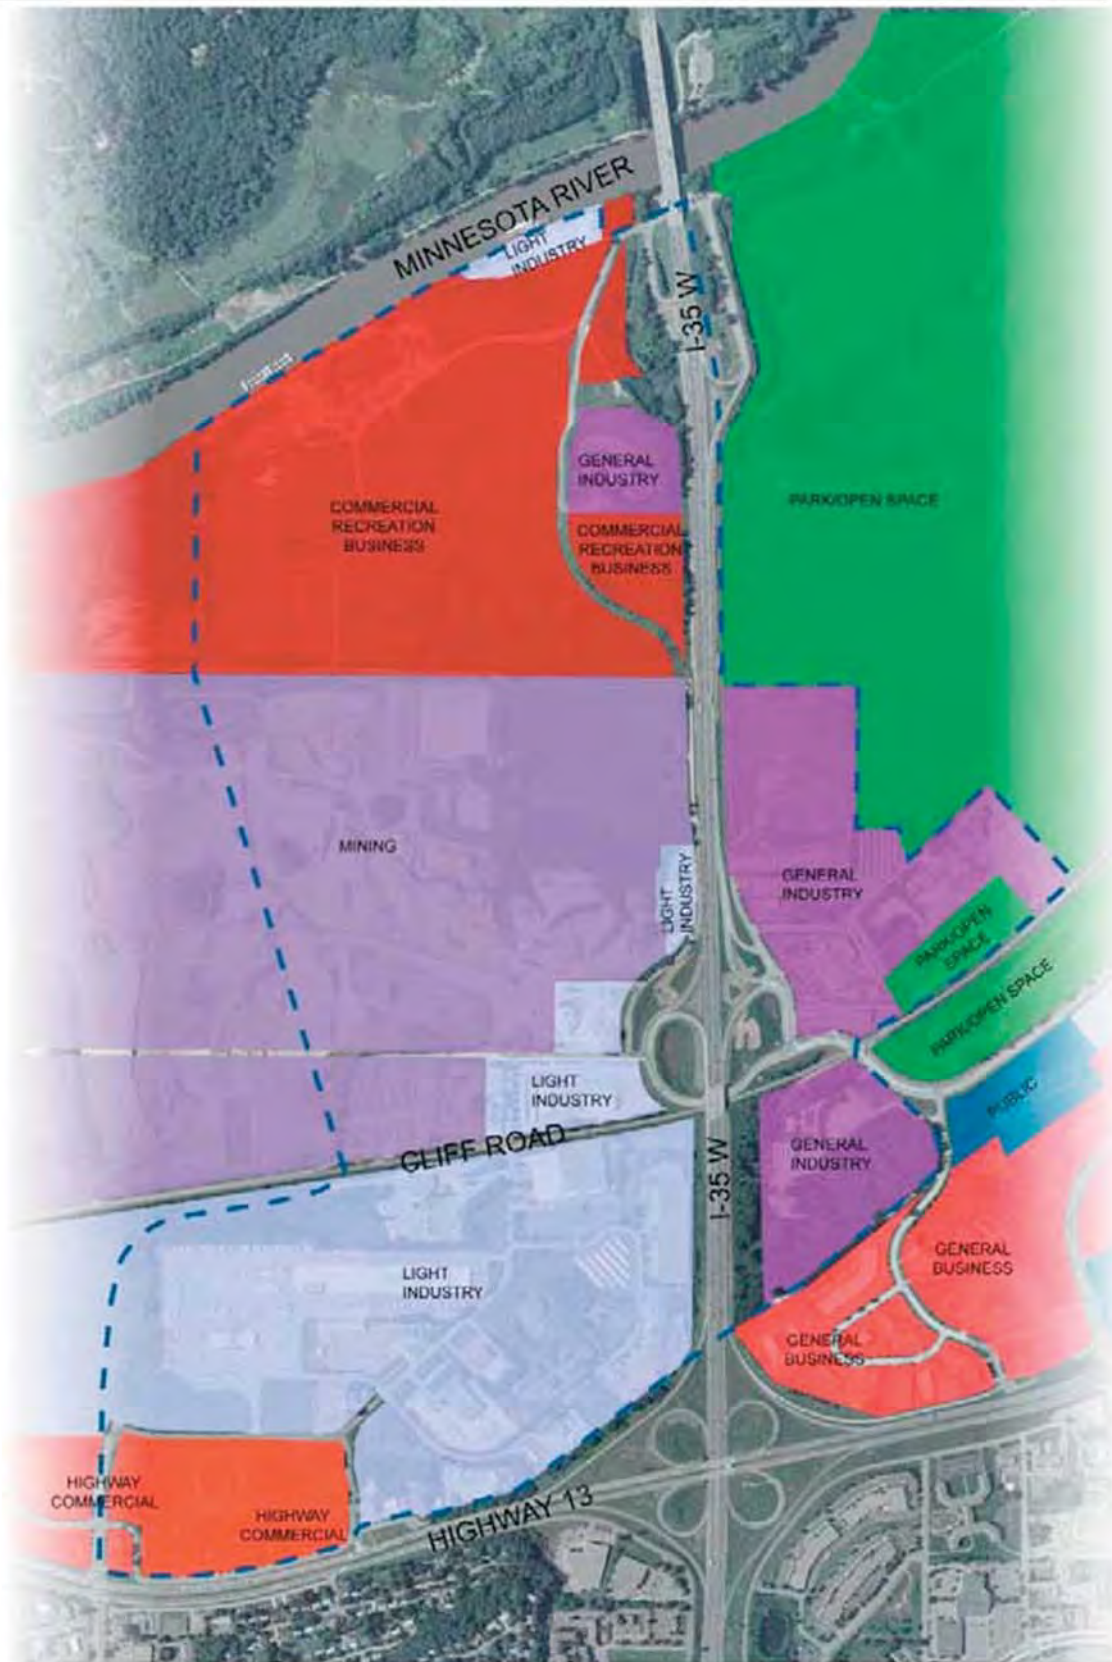 MINNESOTA RIVER
LIGHT
INDUSTRY
I-35 W
GENERAL
INDUSTRY
PARK/OPEN SPACE
COMMERCIAL
RECREATION
BUSINESS
COMMERCIAL
RECREATION
BUSINESS
MINING
LIGHT
INDUSTRY
GENERAL
INDUSTRY
PARK/OPEN
SPACE
PARK/OPEN SPACE
LIGHT
INDUSTRY
PUBLIC
CLIFF ROAD
I-35 W
GENERAL
INDUSTRY
GENERAL
BUSINESS
LIGHT
INDUSTRY
GENERAL
BUSINESS
HIGHWAY
COMMERCIAL
HIGHWAY
COMMERCIAL
HIGHWAY 13